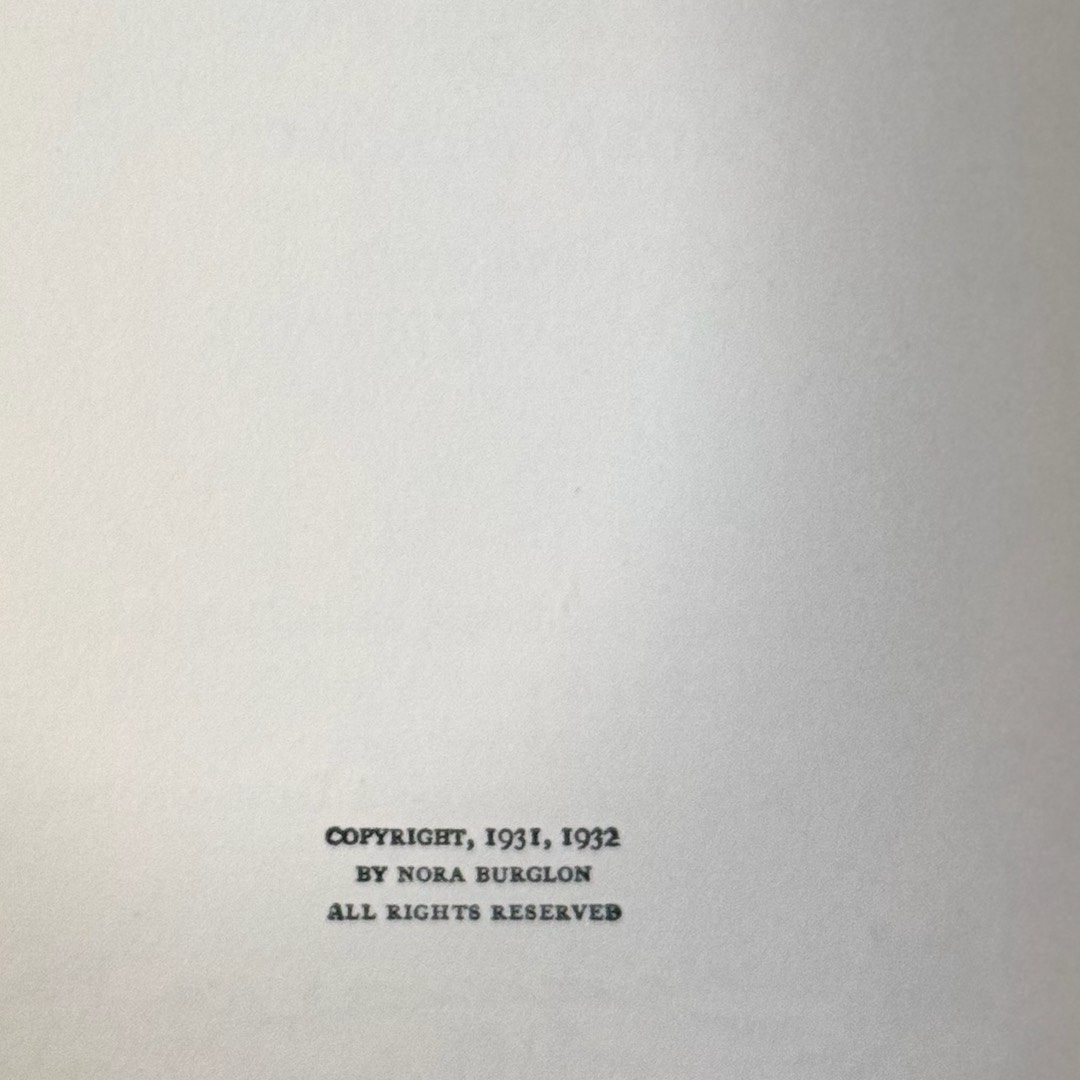 COPYRIGHT, 1931, 1932
BY NORA BURGLON
ALL RIGHTS RESERVED